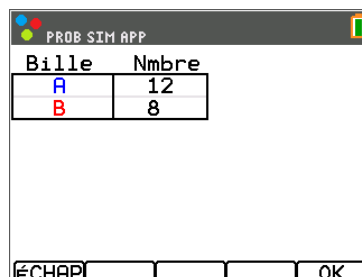 PROB SIM APP
Bille Nmbre
A 12
B 8
ÉCHAP OK